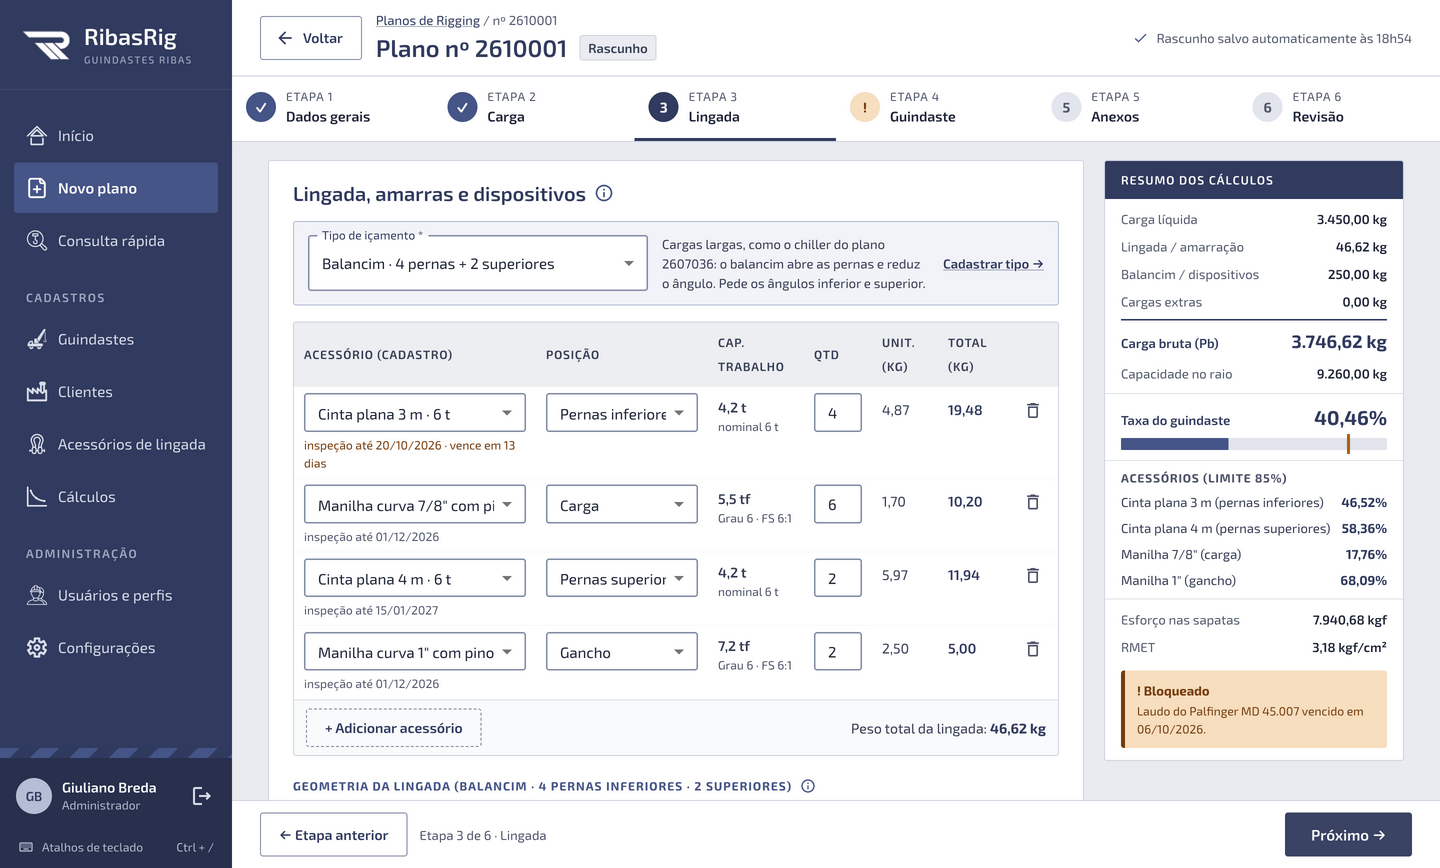 RibasRig
GUINDASTES RIBAS
Início
Novo plano
Consulta rápida
CADASTROS
Guindastes
Clientes
Acessórios de lingada
Cálculos
ADMINISTRAÇÃO
Usuários e perfis
Configurações
GB
Giuliano Breda
Administrador
Atalhos de teclado Ctrl + /
← Voltar
Planos de Rigging / nº 2610001
Plano nº 2610001 Rascunho
Rascunho salvo automaticamente às 18h54
ETAPA 1
Dados gerais
ETAPA 2
Carga
3
ETAPA 3
Lingada
!
ETAPA 4
Guindaste
5
ETAPA 5
Anexos
6
ETAPA 6
Revisão
Lingada, amarras e dispositivos
Tipo de içamento *
Balancim · 4 pernas + 2 superiores
Cargas largas, como o chiller do plano
2607036: o balancim abre as pernas e reduz
o ângulo. Pede os ângulos inferior e superior.
Cadastrar tipo →
ACESSÓRIO (CADASTRO) POSIÇÃO CAP. TRABALHO QTD UNIT. (KG) TOTAL (KG)
Cinta plana 3 m · 6 t Pernas inferiore 4,2 t 4 4,87 19,48
nominal 6 t
inspeção até 20/10/2026 · vence em 13
dias
Manilha curva 7/8" com pi Carga 5,5 tf 6 1,70 10,20
Grau 6 · FS 6:1
inspeção até 01/12/2026
Cinta plana 4 m · 6 t Pernas superior 4,2 t 2 5,97 11,94
nominal 6 t
inspeção até 15/01/2027
Manilha curva 1" com pino Gancho 7,2 tf 2 2,50 5,00
Grau 6 · FS 6:1
inspeção até 01/12/2026
+ Adicionar acessório
Peso total da lingada: 46,62 kg
GEOMETRIA DA LINGADA (BALANCIM · 4 PERNAS INFERIORES · 2 SUPERIORES)
RESUMO DOS CÁLCULOS
Carga líquida 3.450,00 kg
Lingada / amarração 46,62 kg
Balancim / dispositivos 250,00 kg
Cargas extras 0,00 kg
Carga bruta (Pb) 3.746,62 kg
Capacidade no raio 9.260,00 kg
Taxa do guindaste 40,46%
ACESSÓRIOS (LIMITE 85%)
Cinta plana 3 m (pernas inferiores) 46,52%
Cinta plana 4 m (pernas superiores) 58,36%
Manilha 7/8" (carga) 17,76%
Manilha 1" (gancho) 68,09%
Esforço nas sapatas 7.940,68 kgf
RMET 3,18 kgf/cm²
! Bloqueado
Laudo do Palfinger MD 45.007 vencido em
06/10/2026.
← Etapa anterior
Etapa 3 de 6 · Lingada
Próximo →